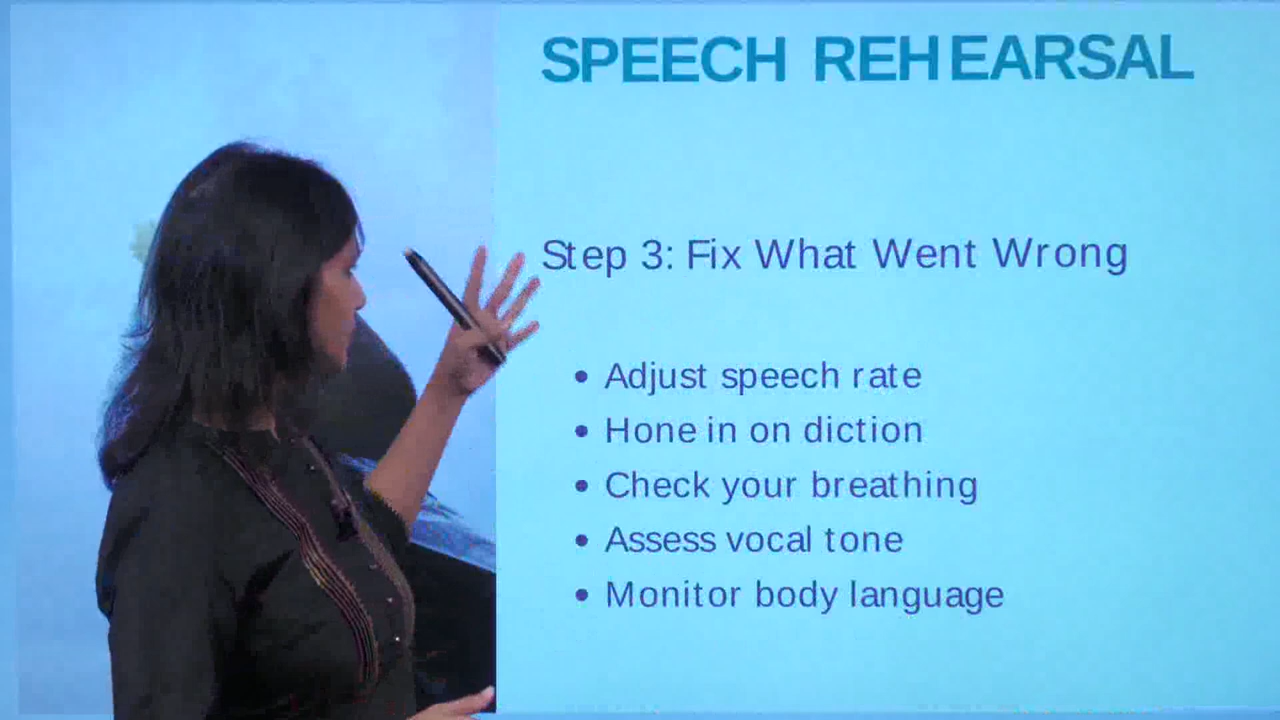 SPEECH REHEARSAL
Step 3: Fix What Went Wrong
• Adjust speech rate
• Hone in on diction
• Check your breathing
• Assess vocal tone
• Monitor body language